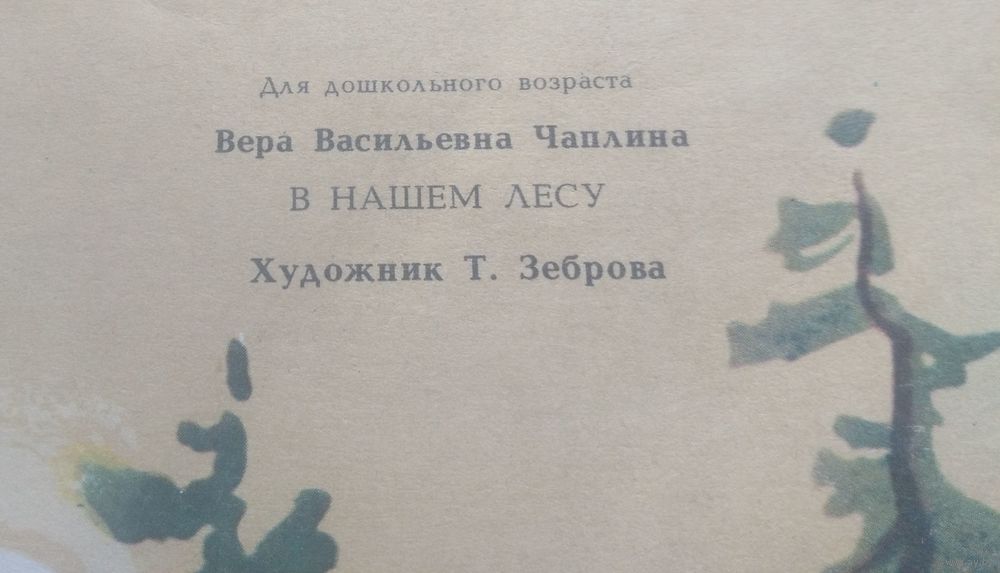 Для дошкольного возраста
Вера Васильевна Чаплина
В НАШЕМ ЛЕСУ
Художник Т. Зеброва